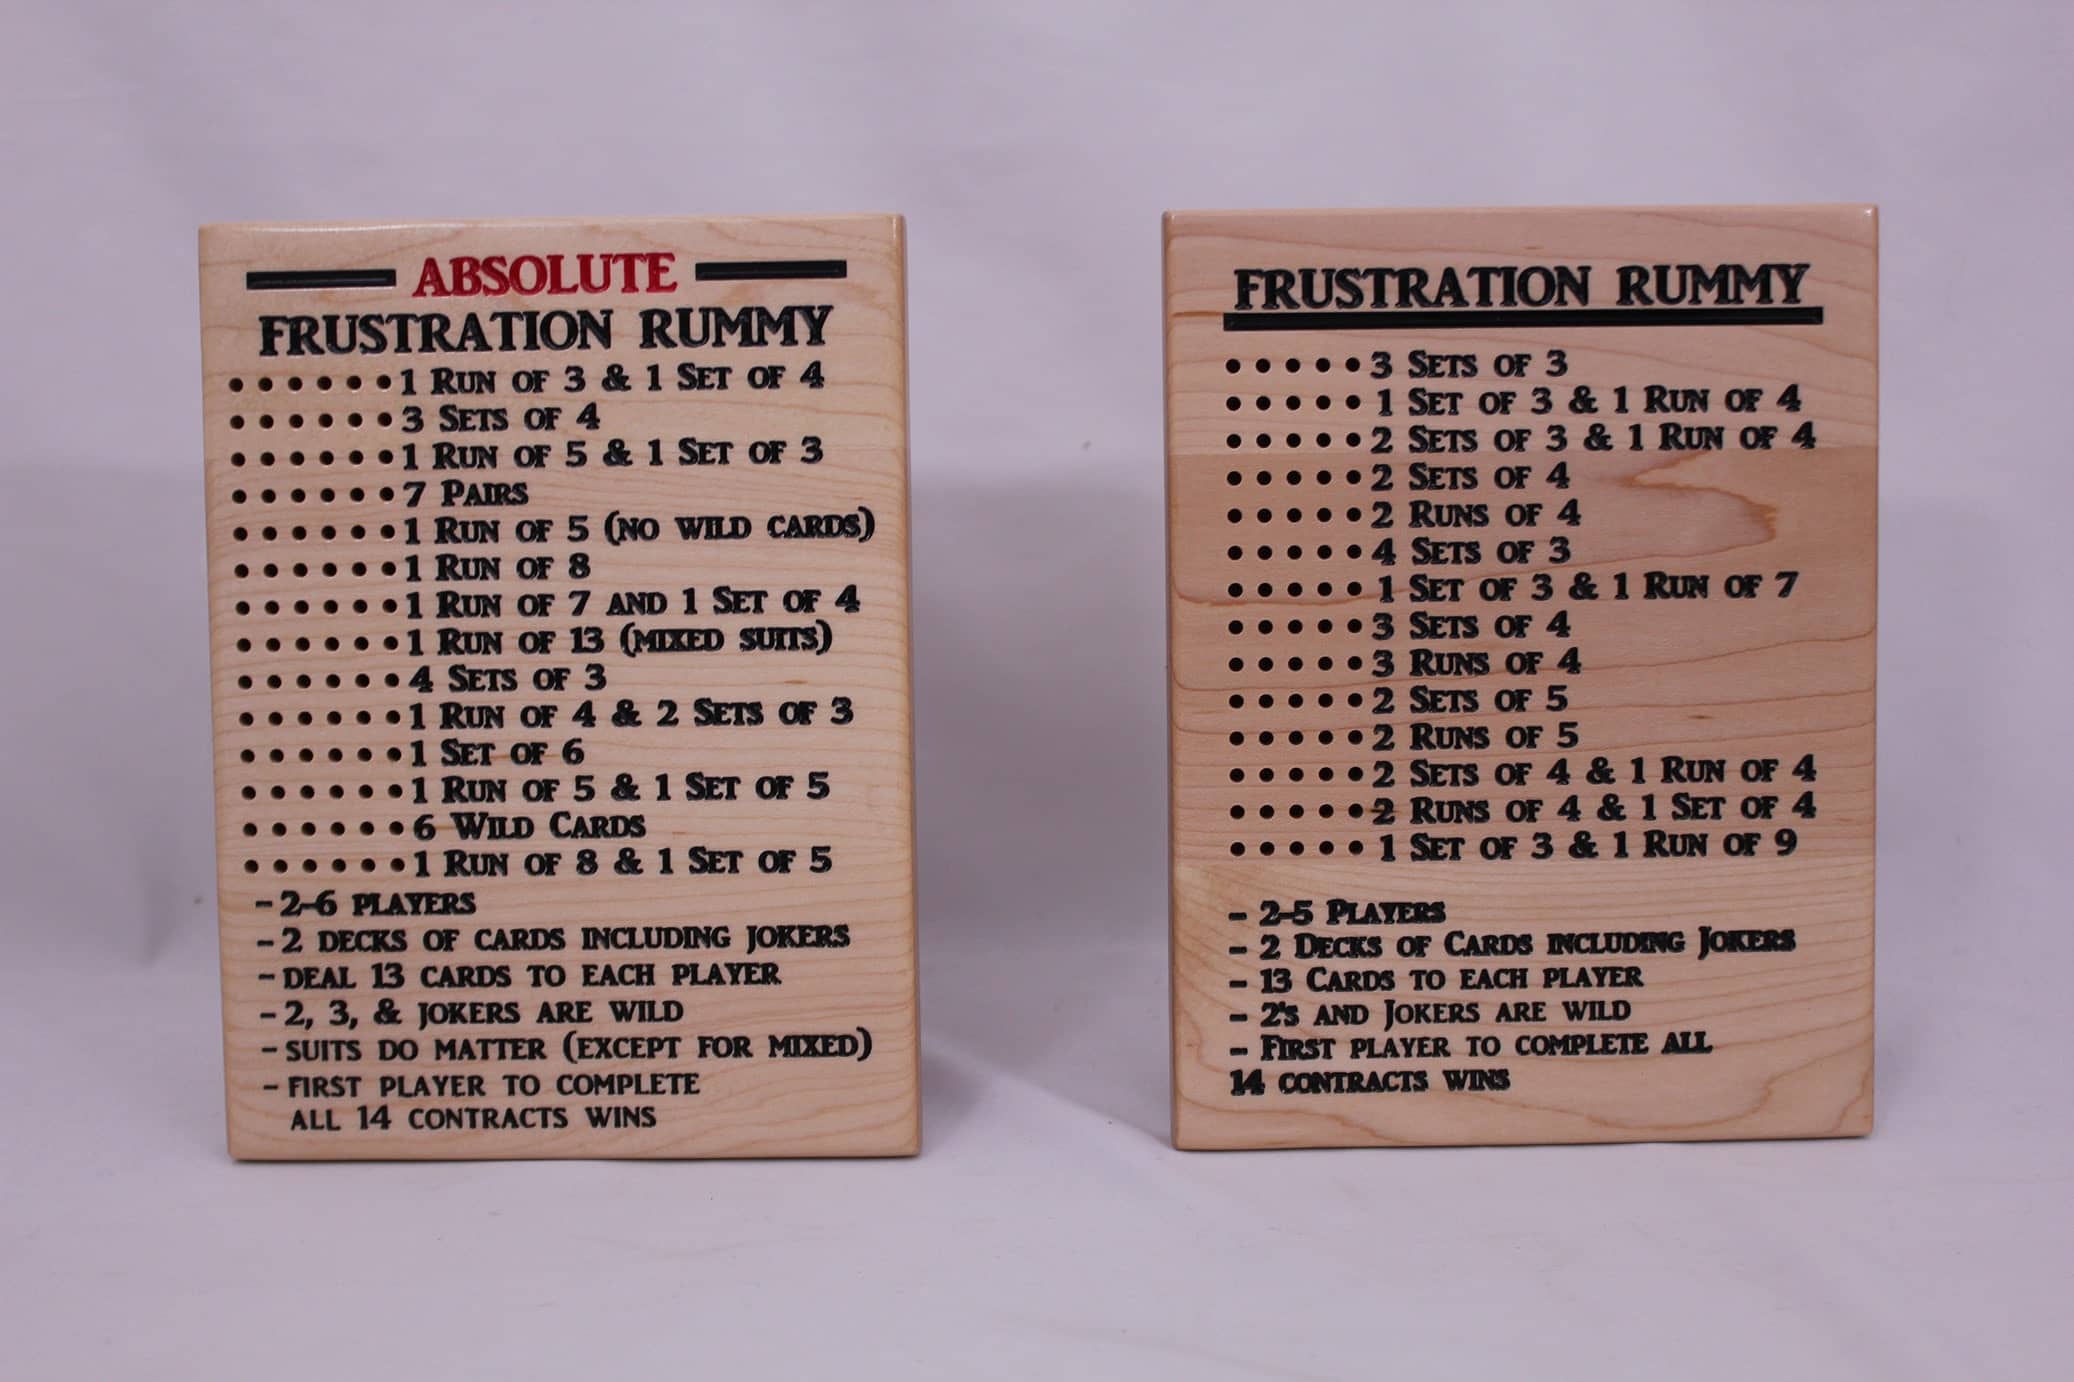 ABSOLUTE
FRUSTRATION RUMMY
1 RUN OF 3 & 1 SET OF 4
3 SETS OF 4
1 RUN OF 5 & 1 SET OF 3
7 PAIRS
1 RUN OF 5 (NO WILD CARDS)
1 RUN OF 8
1 RUN OF 7 AND 1 SET OF 4
1 RUN OF 13 (MIXED SUITS)
4 SETS OF 3
1 RUN OF 4 & 2 SETS OF 3
1 SET OF 6
1 RUN OF 5 & 1 SET OF 5
6 WILD CARDS
1 RUN OF 8 & 1 SET OF 5
- 2-6 PLAYERS
- 2 DECKS OF CARDS INCLUDING JOKERS
- DEAL 13 CARDS TO EACH PLAYER
- 2, 3, & JOKERS ARE WILD
- SUITS DO MATTER (EXCEPT FOR MIXED)
- FIRST PLAYER TO COMPLETE
ALL 14 CONTRACTS WINS
FRUSTRATION RUMMY
3 SETS OF 3
1 SET OF 3 & 1 RUN OF 4
2 SETS OF 3 & 1 RUN OF 4
2 SETS OF 4
2 RUNS OF 4
4 SETS OF 3
1 SET OF 3 & 1 RUN OF 7
3 SETS OF 4
3 RUNS OF 4
2 SETS OF 5
2 RUNS OF 5
2 SETS OF 4 & 1 RUN OF 4
2 RUNS OF 4 & 1 SET OF 4
1 SET OF 3 & 1 RUN OF 9
- 2-5 PLAYERS
- 2 DECKS OF CARDS INCLUDING JOKERS
- 13 CARDS TO EACH PLAYER
- 2'S AND JOKERS ARE WILD
- FIRST PLAYER TO COMPLETE ALL
14 CONTRACTS WINS